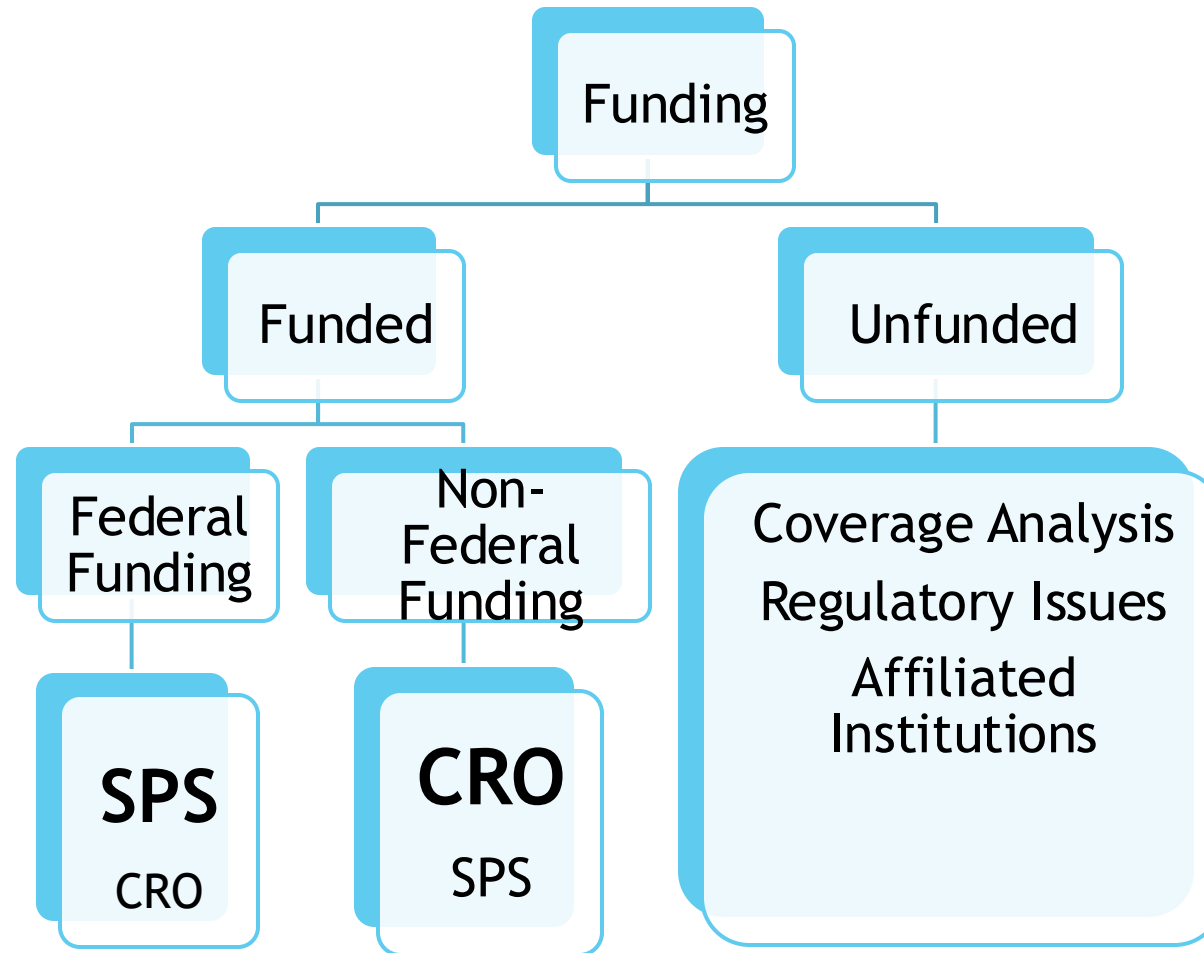 Funding
Funded
Unfunded
Federal
Funding
Non-
Federal
Funding
Coverage Analysis
Regulatory Issues
Affiliated
Institutions
SPS
CRO
CRO
SPS